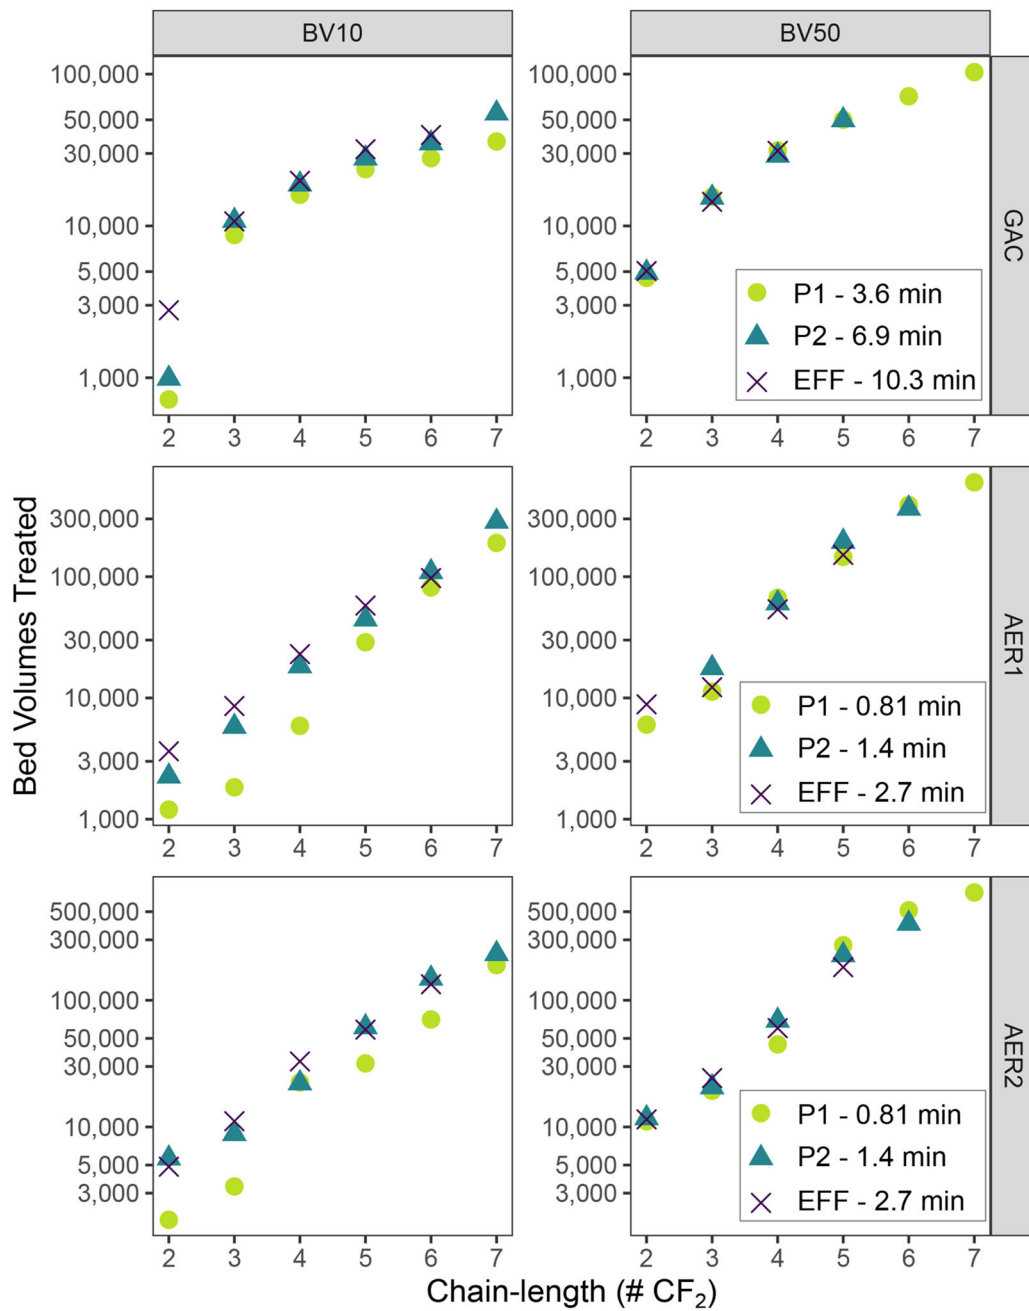 BV10
BV50
100,000
50,000
30,000
10,000
5,000
3,000
1,000
2 3 4 5 6 7
100,000
50,000
30,000
10,000
5,000
3,000
1,000
2 3 4 5 6 7
P1 - 3.6 min
P2 - 6.9 min
EFF - 10.3 min
GAC
Bed Volumes Treated
300,000
100,000
30,000
10,000
3,000
1,000
2 3 4 5 6 7
300,000
100,000
30,000
10,000
3,000
1,000
2 3 4 5 6 7
P1 - 0.81 min
P2 - 1.4 min
EFF - 2.7 min
AER1
500,000
300,000
100,000
50,000
30,000
10,000
5,000
3,000
2 3 4 5 6 7
500,000
300,000
100,000
50,000
30,000
10,000
5,000
3,000
2 3 4 5 6 7
P1 - 0.81 min
P2 - 1.4 min
EFF - 2.7 min
AER2
Chain-length (# CF₂)